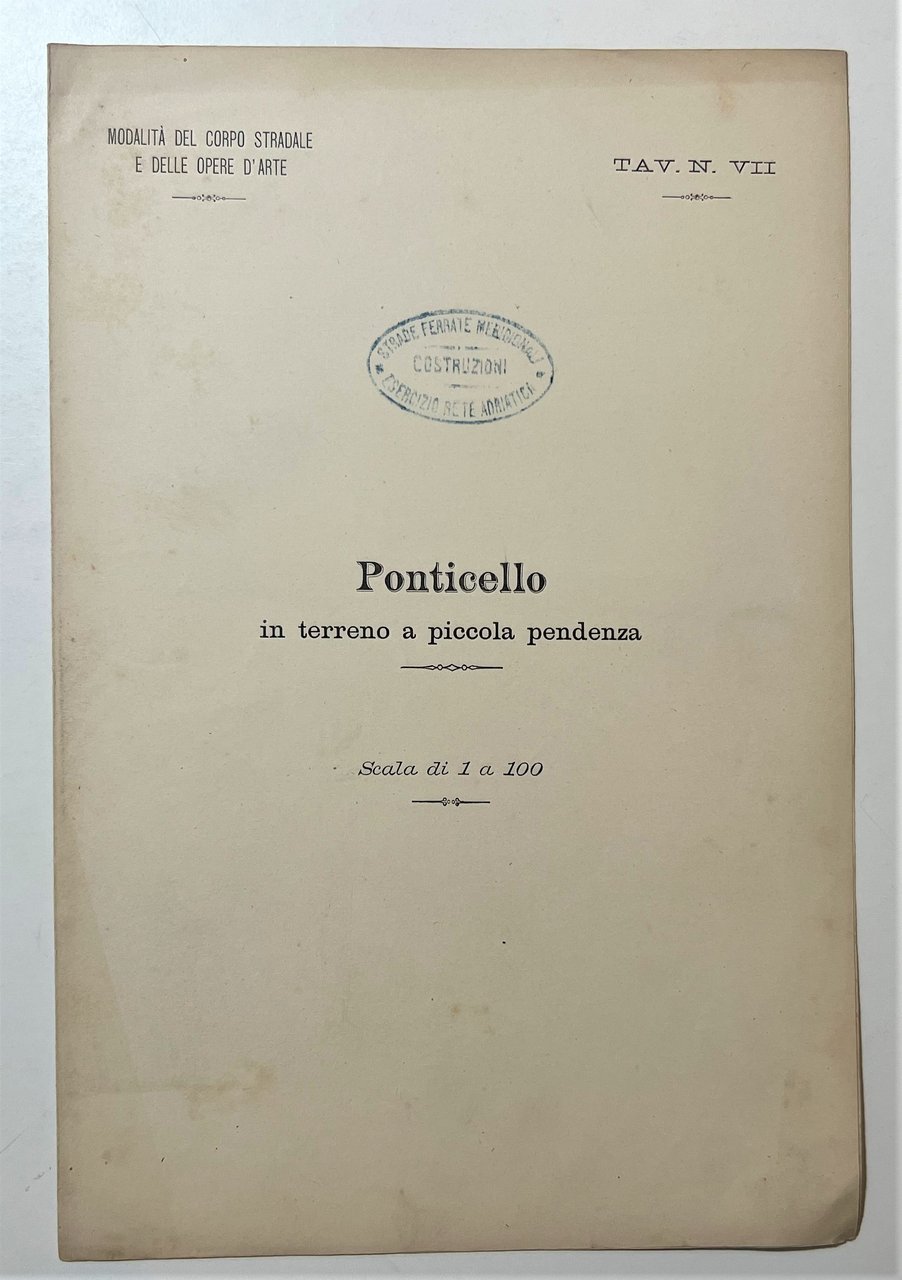 MODALITÀ DEL CORPO STRADALE
E DELLE OPERE D'ARTE
TAV. N. VII
STRADE FERRATE MERIDIONALI
COSTRUZIONI
ESERCIZIO RETE ADRIATICA
Ponticello
in terreno a piccola pendenza
Scala di 1 a 100